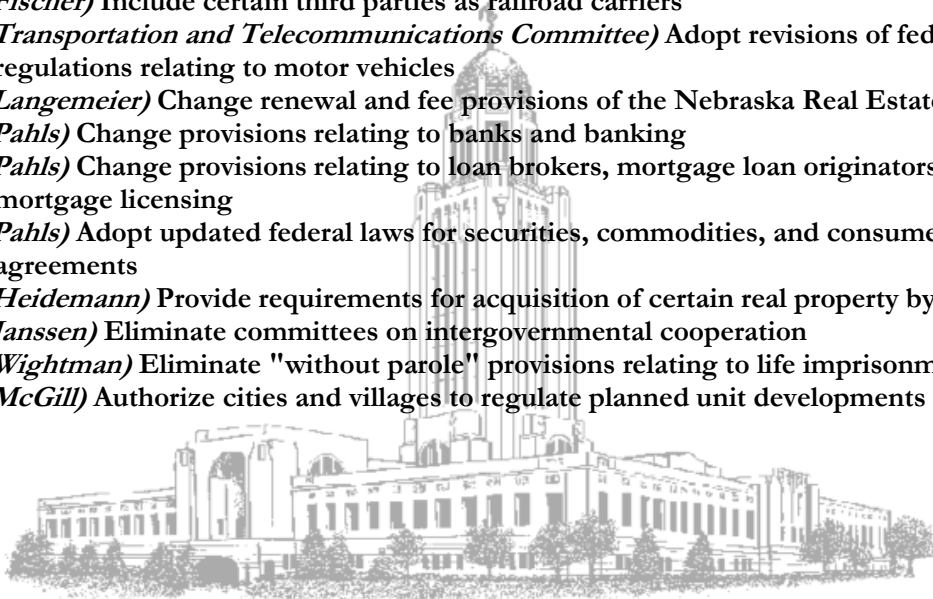 Fischer) Include certain third parties as railroad carriers
Transportation and Telecommunications Committee) Adopt revisions of fed
regulations relating to motor vehicles
Langemeier) Change renewal and fee provisions of the Nebraska Real Estate
Pahls) Change provisions relating to banks and banking
Pahls) Change provisions relating to loan brokers, mortgage loan originators
mortgage licensing
Pahls) Adopt updated federal laws for securities, commodities, and consume
agreements
Heidemann) Provide requirements for acquisition of certain real property by
Janssen) Eliminate committees on intergovernmental cooperation
Wightman) Eliminate "without parole" provisions relating to life imprisonm
McGill) Authorize cities and villages to regulate planned unit developments